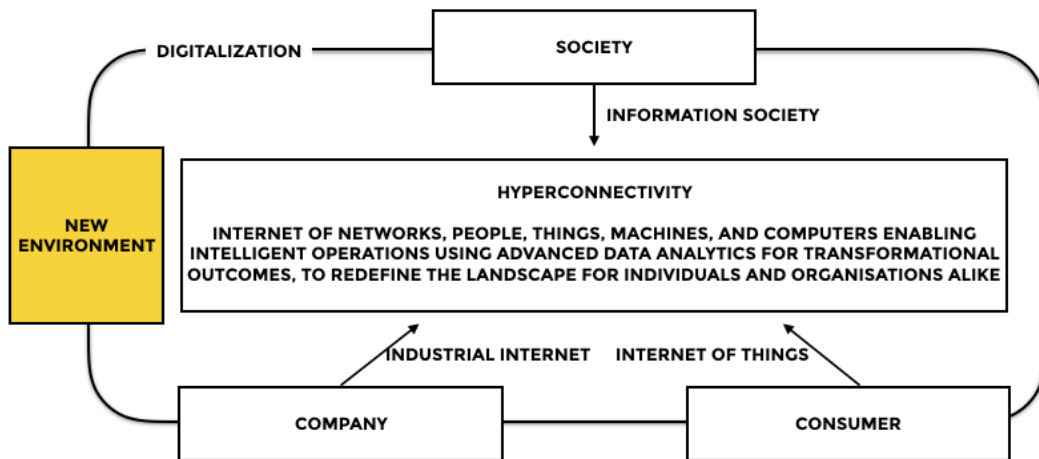 DIGITALIZATION
SOCIETY
INFORMATION SOCIETY
NEW
ENVIRONMENT
HYPERCONNECTIVITY
INTERNET OF NETWORKS, PEOPLE, THINGS, MACHINES, AND COMPUTERS ENABLING
INTELLIGENT OPERATIONS USING ADVANCED DATA ANALYTICS FOR TRANSFORMATIONAL
OUTCOMES, TO REDEFINE THE LANDSCAPE FOR INDIVIDUALS AND ORGANISATIONS ALIKE
INDUSTRIAL INTERNET
INTERNET OF THINGS
COMPANY
CONSUMER